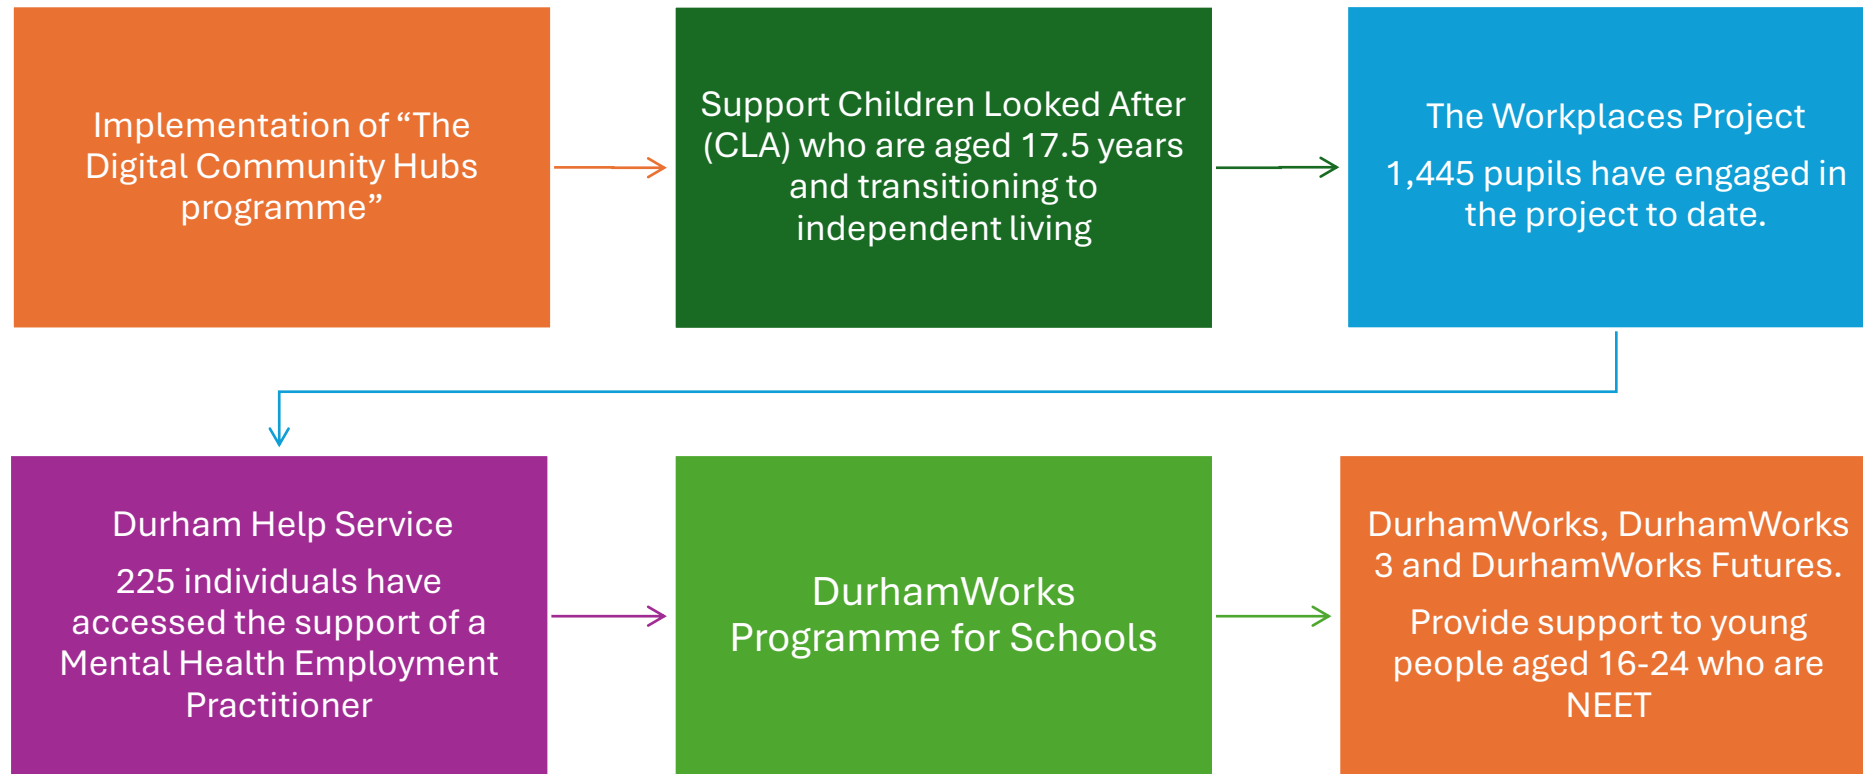 Implementation of “The
Digital Community Hubs
programme”
Support Children Looked After
(CLA) who are aged 17.5 years
and transitioning to
independent living
The Workplaces Project
1,445 pupils have engaged in
the project to date.
Durham Help Service
225 individuals have
accessed the support of a
Mental Health Employment
Practitioner
DurhamWorks
Programme for Schools
DurhamWorks, DurhamWorks
3 and DurhamWorks Futures.
Provide support to young
people aged 16-24 who are
NEET